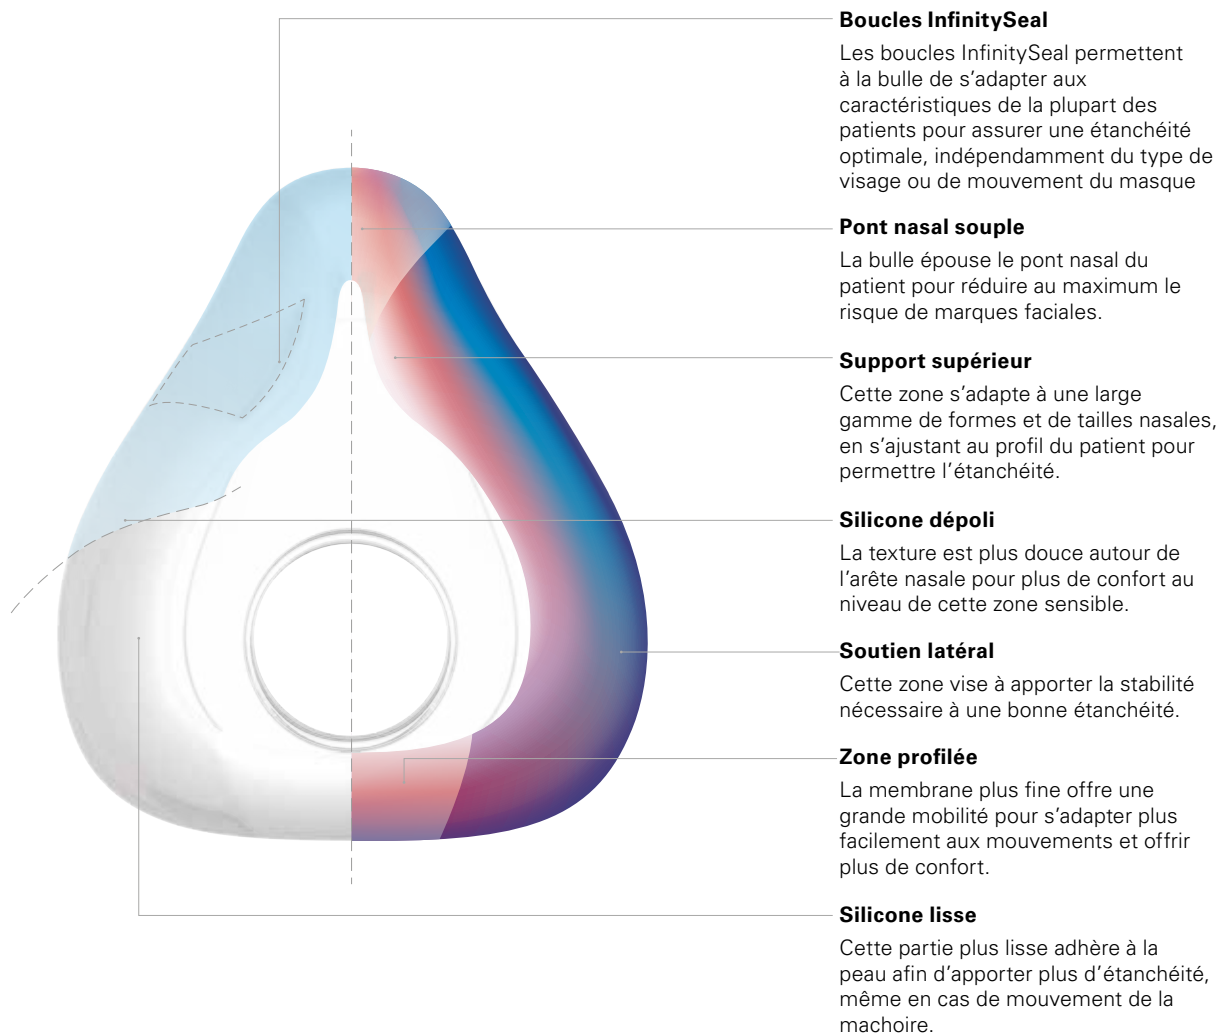 Boucles InfinitySeal
Les boucles InfinitySeal permettent
à la bulle de s'adapter aux
caractéristiques de la plupart des
patients pour assurer une étanchéité
optimale, indépendamment du type de
visage ou de mouvement du masque
Pont nasal souple
La bulle épouse le pont nasal du
patient pour réduire au maximum le
risque de marques faciales.
Support supérieur
Cette zone s'adapte à une large
gamme de formes et de tailles nasales,
en s'ajustant au profil du patient pour
permettre l'étanchéité.
Silicone dépoli
La texture est plus douce autour de
l'arête nasale pour plus de confort au
niveau de cette zone sensible.
Soutien latéral
Cette zone vise à apporter la stabilité
nécessaire à une bonne étanchéité.
Zone profilée
La membrane plus fine offre une
grande mobilité pour s'adapter plus
facilement aux mouvements et offrir
plus de confort.
Silicone lisse
Cette partie plus lisse adhère à la
peau afin d'apporter plus d'étanchéité,
même en cas de mouvement de la
machoire.